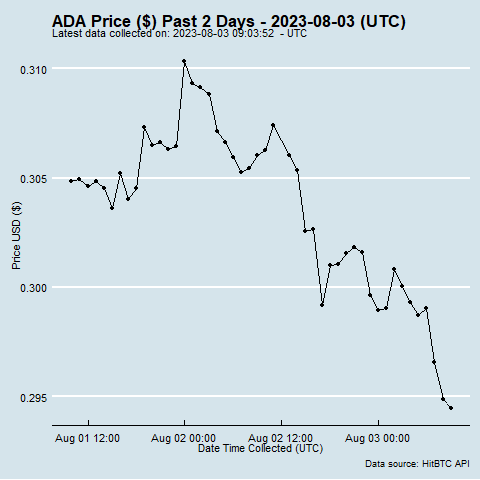 ADA Price ($) Past 2 Days - 2023-08-03 (UTC)
Latest data collected on: 2023-08-03 09:03:52  - UTC
0.310
0.305
0.300
0.295
Price USD ($)
Aug 01 12:00
Aug 02 00:00
Aug 02 12:00
Aug 03 00:00
Date Time Collected (UTC)
Data source: HitBTC API